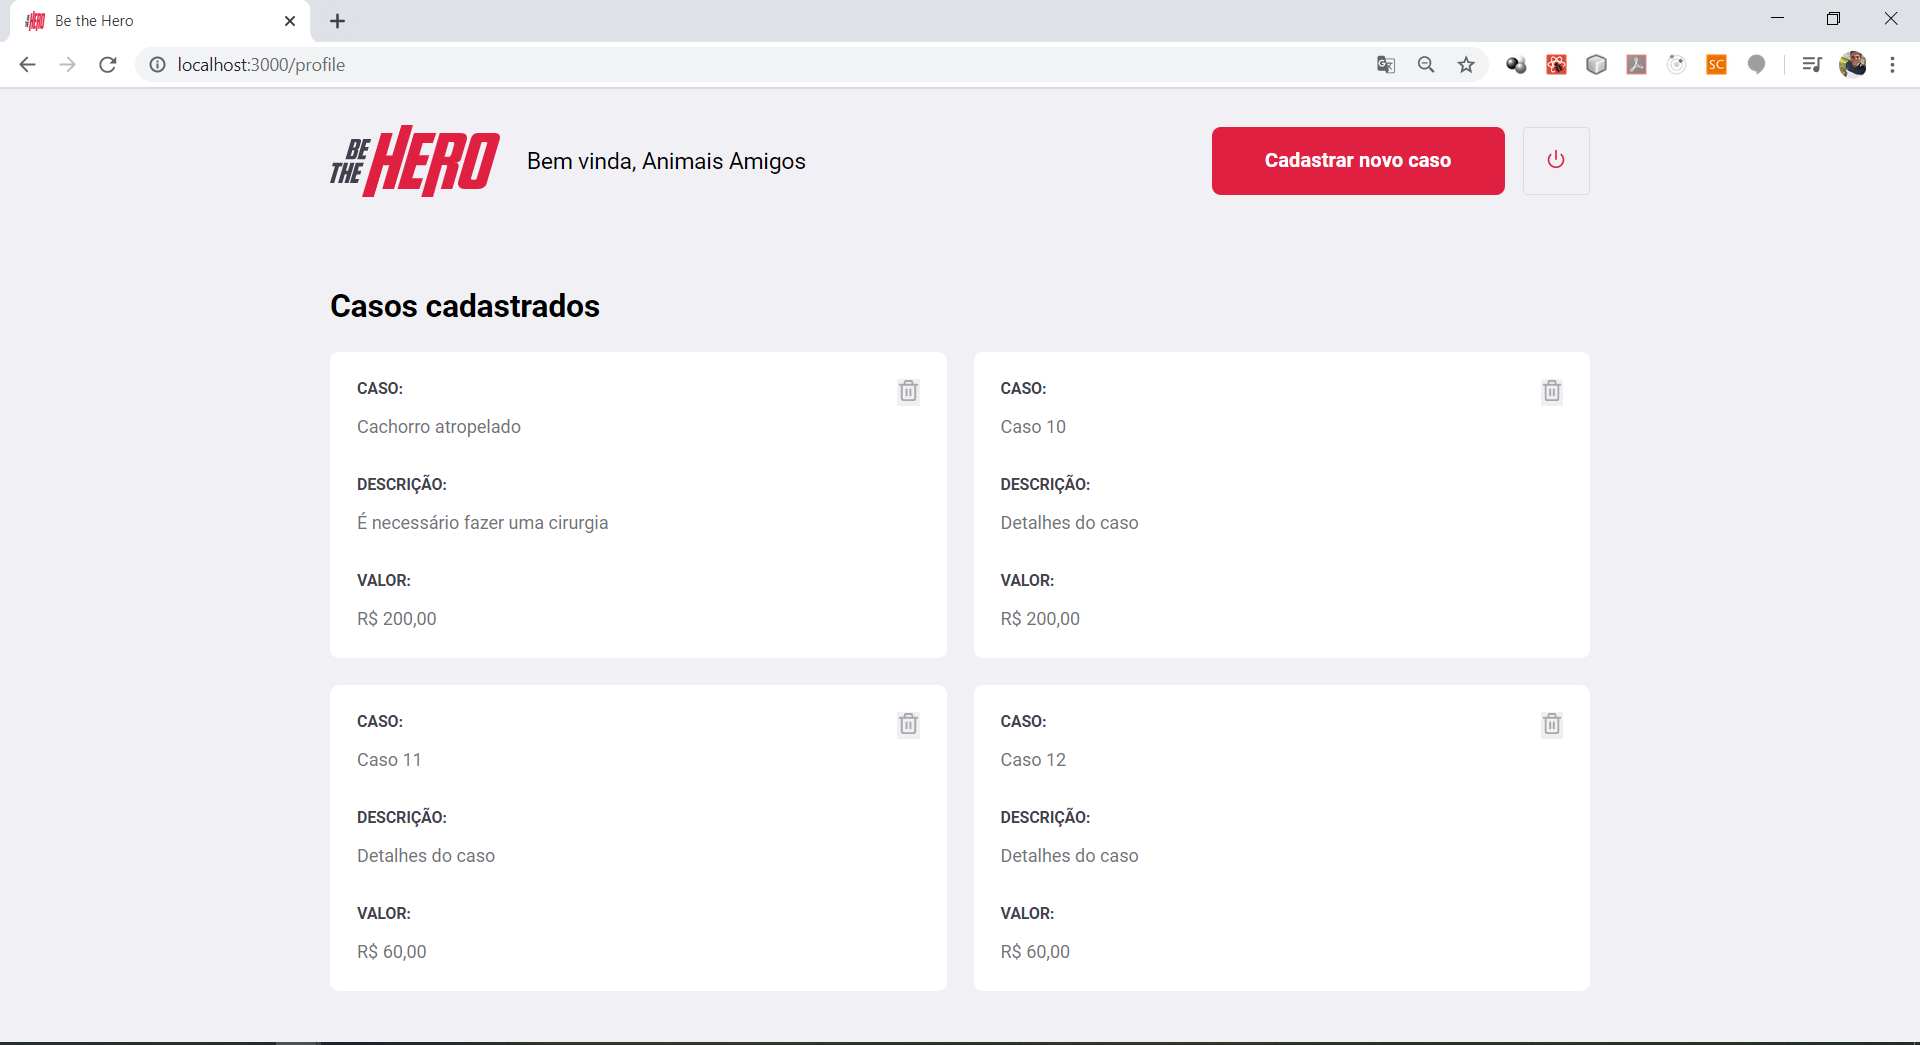 Be the Hero
localhost:3000/profile
SC
BE THE HERO
Bem vinda, Animais Amigos
Cadastrar novo caso
Casos cadastrados
CASO:
Cachorro atropelado
DESCRIÇÃO:
É necessário fazer uma cirurgia
VALOR:
R$ 200,00
CASO:
Caso 10
DESCRIÇÃO:
Detalhes do caso
VALOR:
R$ 200,00
CASO:
Caso 11
DESCRIÇÃO:
Detalhes do caso
VALOR:
R$ 60,00
CASO:
Caso 12
DESCRIÇÃO:
Detalhes do caso
VALOR:
R$ 60,00